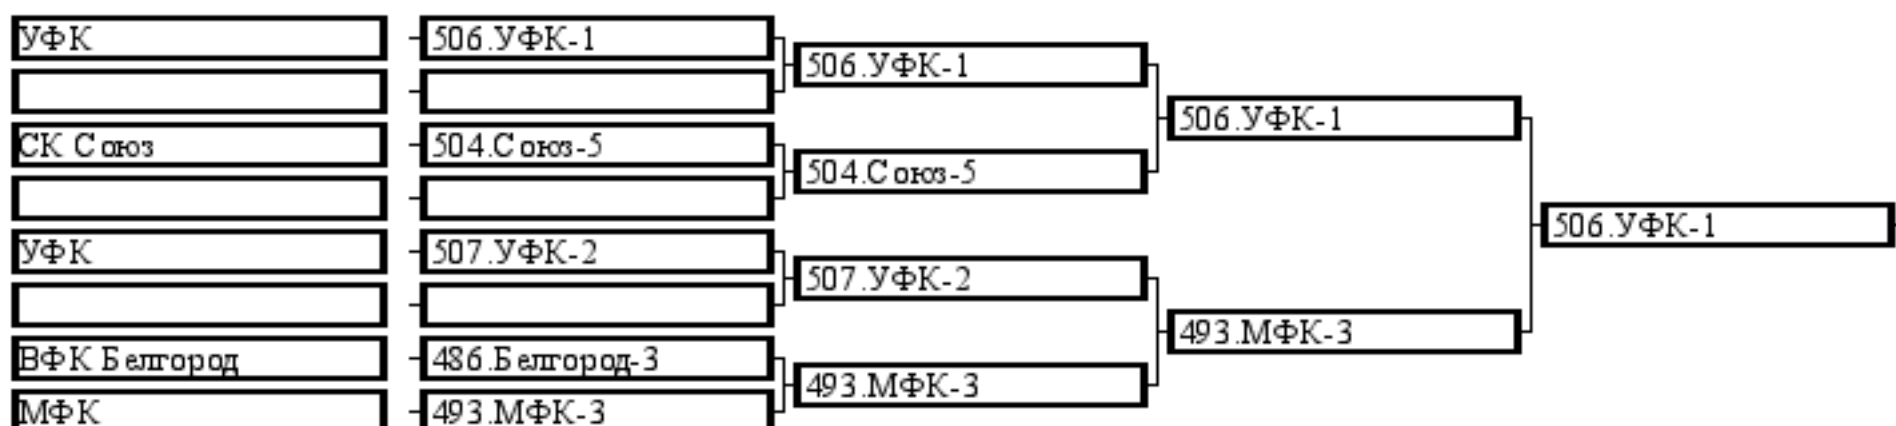 УФК
506.УФК-1
506.УФК-1
506.УФК-1
СК Союз
504.Союз-5
504.Союз-5
506.УФК-1
УФК
507.УФК-2
507.УФК-2
493.МФК-3
ВФК Белгород
486.Белгород-3
493.МФК-3
МФК
493.МФК-3